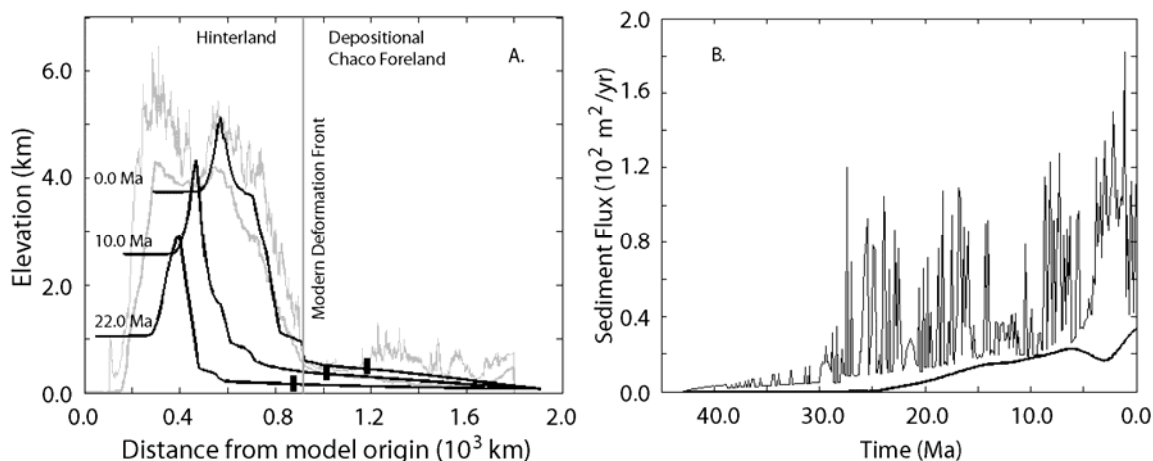 Hinterland
Depositional
Chaco Foreland
A.
Modern Deformation Front
0.0 Ma
10.0 Ma
22.0 Ma
Elevation (km)
6.0
4.0
2.0
0.0
0.0 0.4 0.8 1.2 1.6 2.0
Distance from model origin (10³ km)
B.
Sediment Flux (10² m²/yr)
2.0
1.6
1.2
0.8
0.4
0.0
40.0 30.0 20.0 10.0 0.0
Time (Ma)